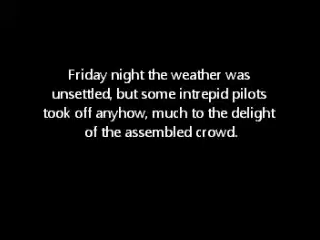 Friday night the weather was
unsettled, but some intrepid pilots
took off anyhow, much to the delight
of the assembled crowd.